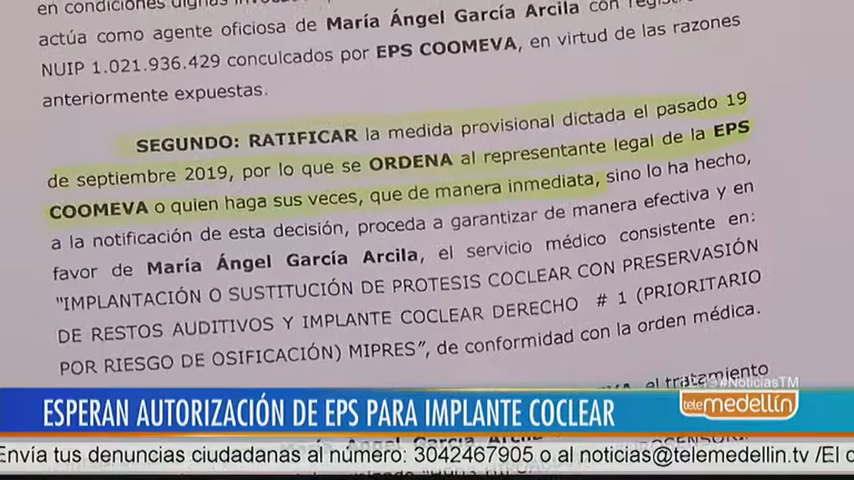 en condiciones dignas
actúa como agente oficiosa de María Ángel García Arcila con
NUIP 1.021.936.429 conculcados por EPS COOMEVA, en virtud de las razones
anteriormente expuestas.
SEGUNDO: RATIFICAR la medida provisional dictada el pasado 19
de septiembre 2019, por lo que se ORDENA al representante legal de la EPS
COOMEVA o quien haga sus veces, que de manera inmediata, sino lo ha hecho,
a la notificación de esta decisión, proceda a garantizar de manera efectiva y en
favor de María Ángel García Arcila, el servicio médico consistente en:
"IMPLANTACIÓN O SUSTITUCIÓN DE PROTESIS COCLEAR CON PRESERVASIÓN
DE RESTOS AUDITIVOS Y IMPLANTE COCLEAR DERECHO # 1 (PRIORITARIO
POR RIESGO DE OSIFICACIÓN) MIPRES", de conformidad con la orden médica.
el tratamiento
#NoticiasTM
ESPERAN AUTORIZACIÓN DE EPS PARA IMPLANTE COCLEAR
telemedellín
María Ángel García
Envía tus denuncias ciudadanas al número: 3042467905 o al noticias@telemedellin.tv /El